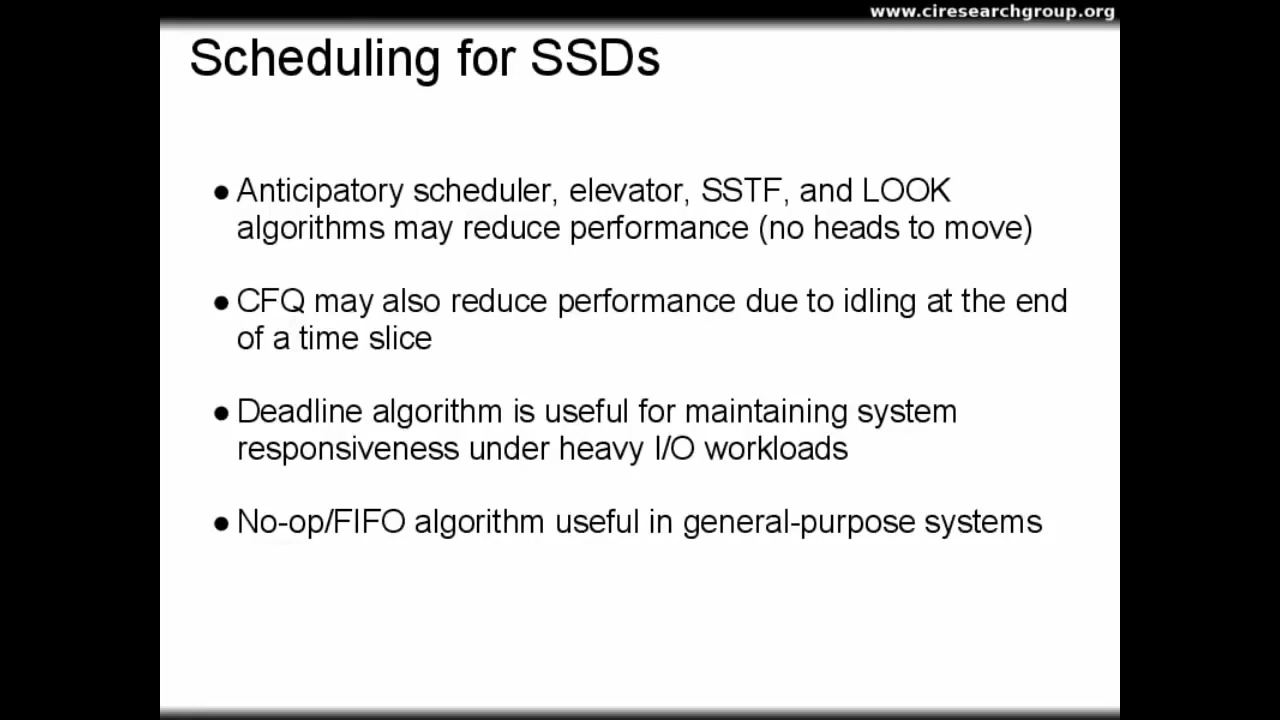 www.ciresearchgroup.org
Scheduling for SSDs
● Anticipatory scheduler, elevator, SSTF, and LOOK
algorithms may reduce performance (no heads to move)
● CFQ may also reduce performance due to idling at the end
of a time slice
● Deadline algorithm is useful for maintaining system
responsiveness under heavy I/O workloads
● No-op/FIFO algorithm useful in general-purpose systems